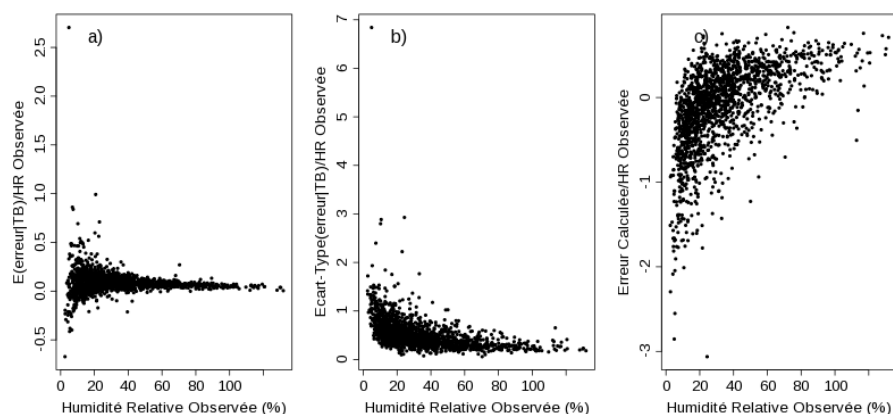 a)
E(erreur|TB)/HR Observée
2.5
2.0
1.5
1.0
0.5
0.0
-0.5
0 20 40 60 80 100
Humidité Relative Observée (%)
b)
Ecart-Type(erreur|TB)/HR Observée
7
6
5
4
3
2
1
0
0 20 40 60 80 100
Humidité Relative Observée (%)
c)
Erreur Calculée/HR Observée
0
-1
-2
-3
0 20 40 60 80 100
Humidité Relative Observée (%)